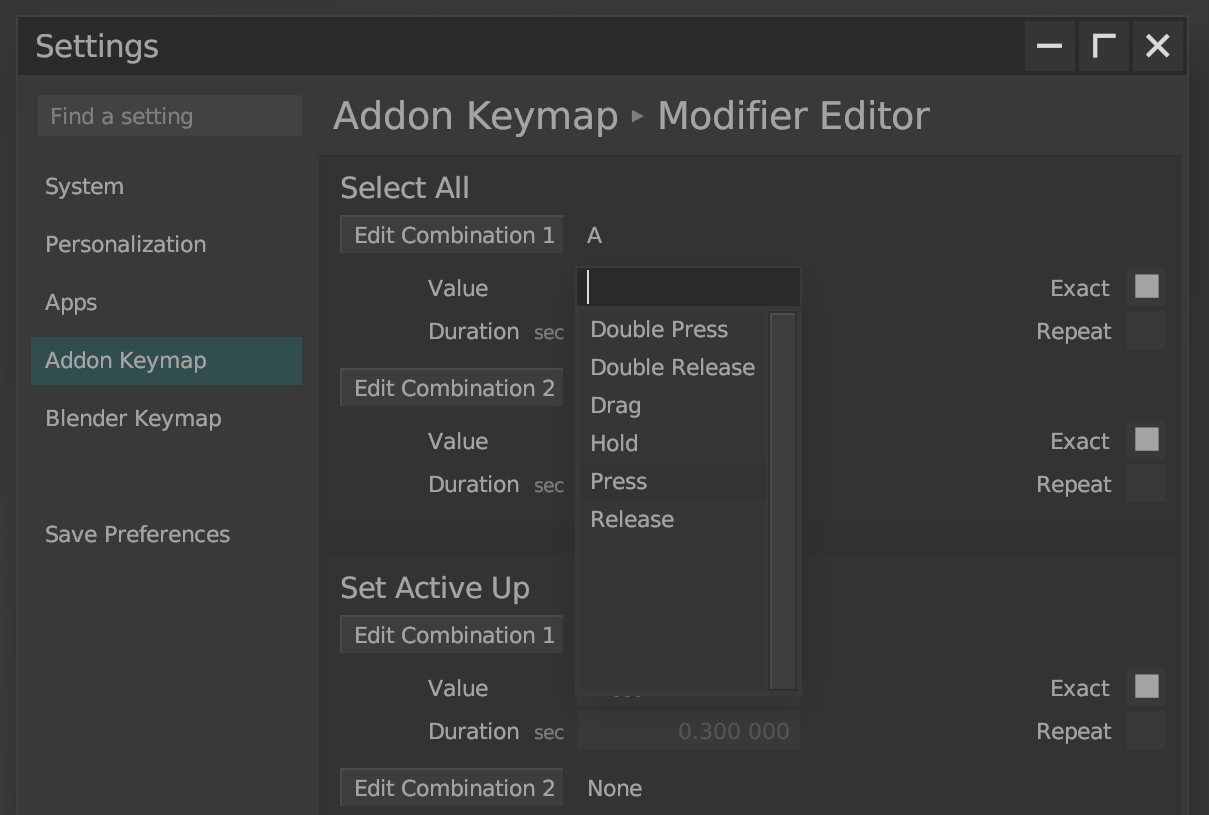 Settings
Find a setting
Addon Keymap ▸ Modifier Editor
System
Personalization
Apps
Addon Keymap
Blender Keymap
Save Preferences
Select All
Edit Combination 1 A
Value Exact
Duration sec Repeat
Edit Combination 2
Value Exact
Duration sec Repeat
Double Press
Double Release
Drag
Hold
Press
Release
Set Active Up
Edit Combination 1
Value Exact
Duration sec 0.300 000 Repeat
Edit Combination 2 None